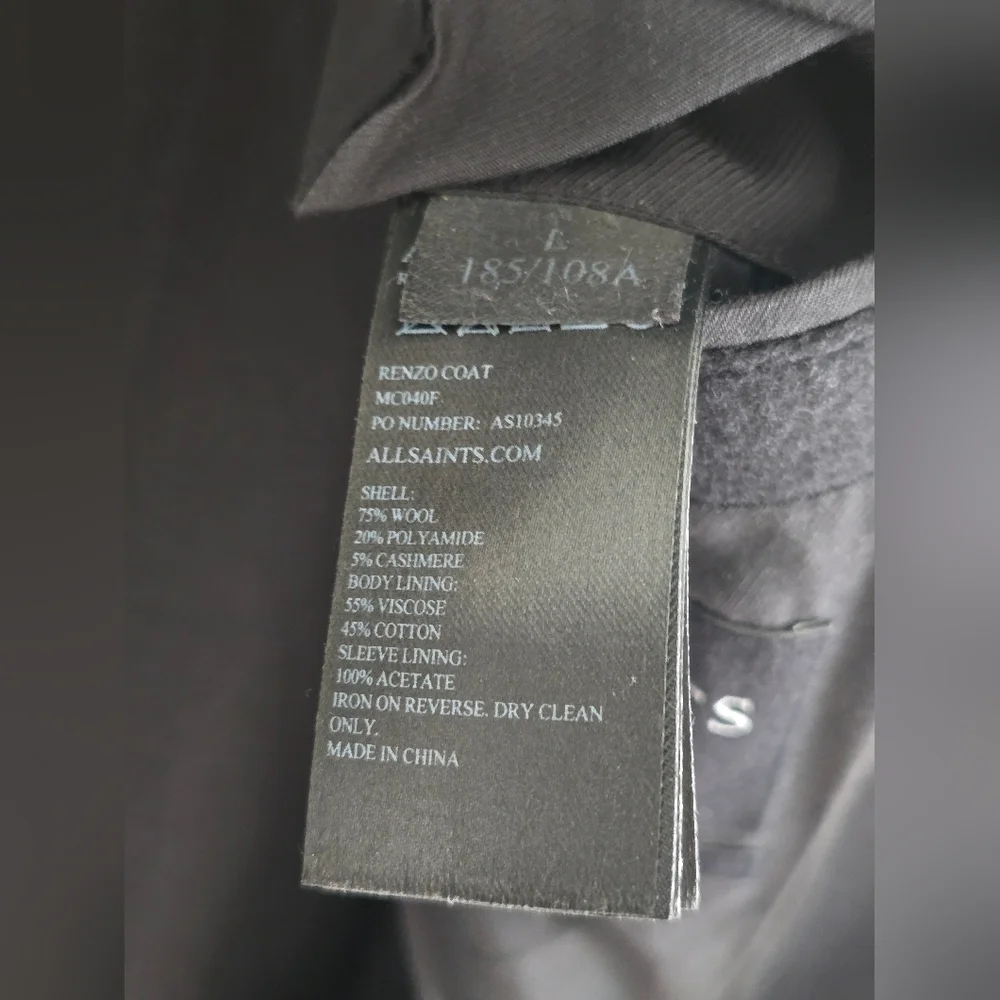 L
185/108A
RENZO COAT
MC040F
PO NUMBER: AS10345
ALLSAINTS.COM
SHELL:
75% WOOL
20% POLYAMIDE
5% CASHMERE
BODY LINING:
55% VISCOSE
45% COTTON
SLEEVE LINING:
100% ACETATE
IRON ON REVERSE. DRY CLEAN
ONLY.
MADE IN CHINA